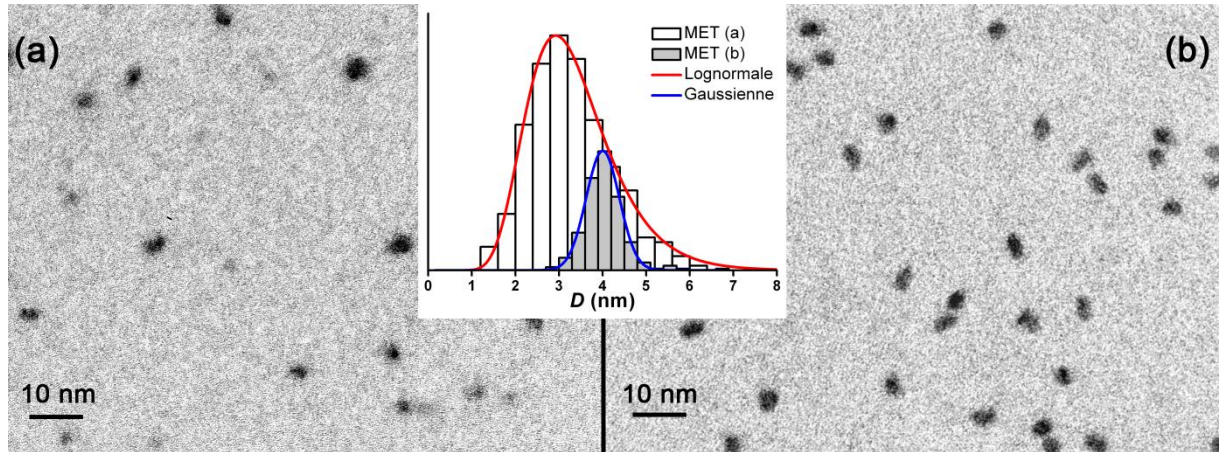 (a)
MET (a)
MET (b)
Lognormale
Gaussienne
0 1 2 3 4 5 6 7 8
D (nm)
(b)
10 nm
10 nm